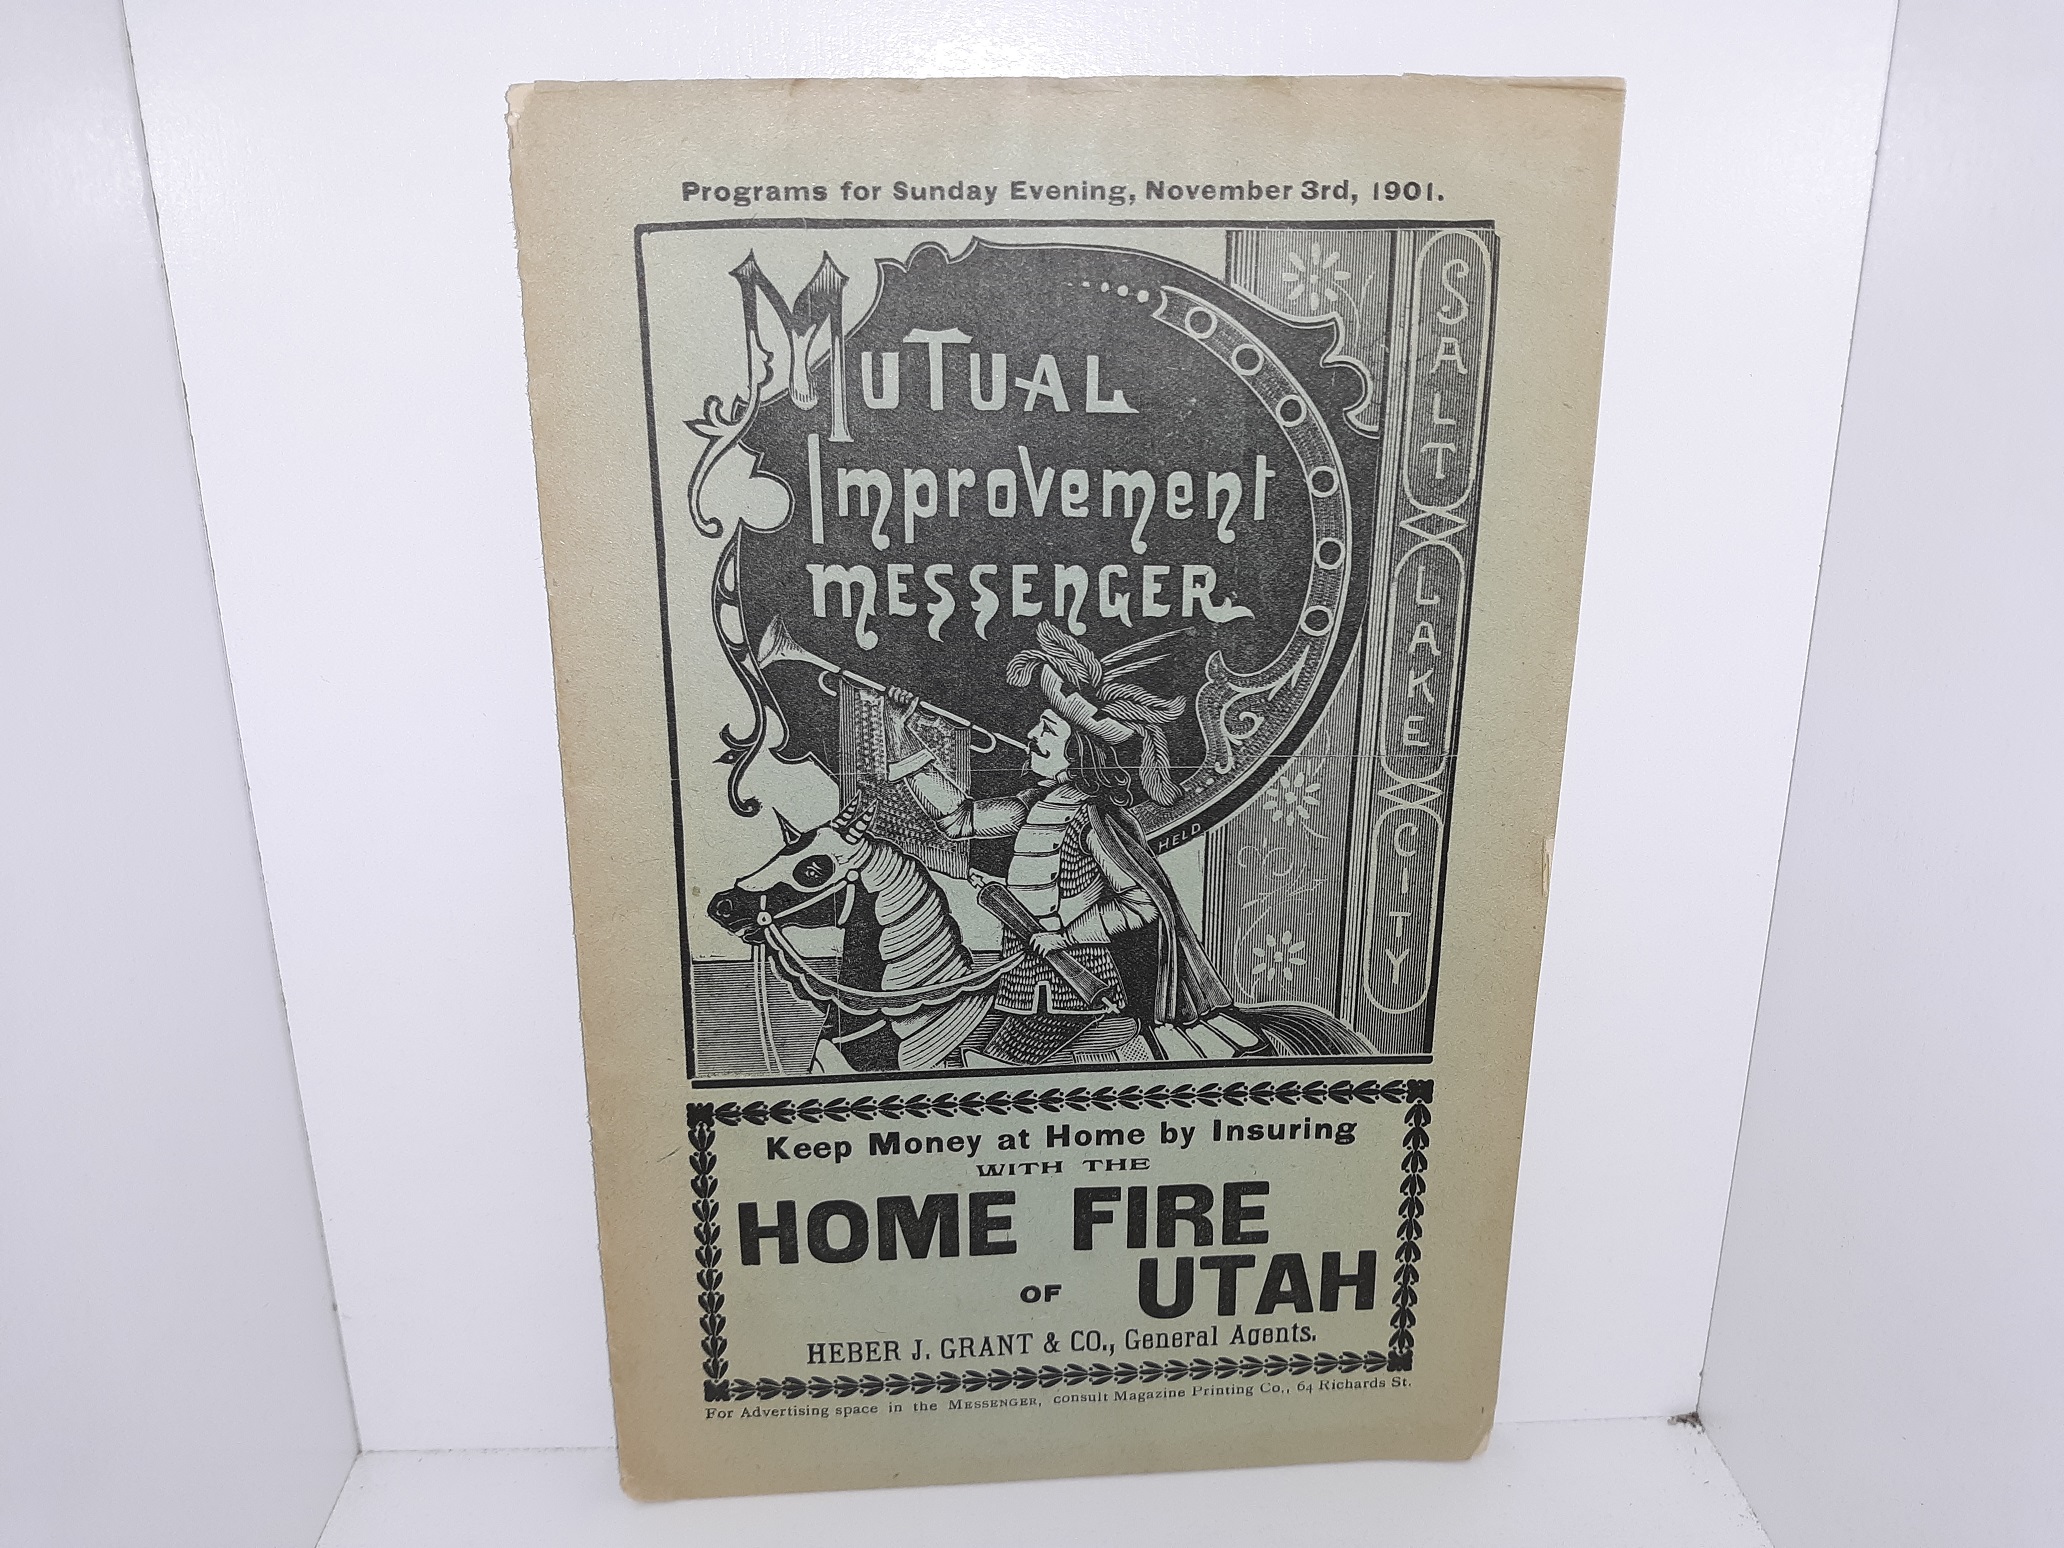 Programs for Sunday Evening, November 3rd, 1901.
MUTUAL
Improvement
MESSENGER
SALT
LAKE
CITY
HELD
Keep Money at Home by Insuring
WITH THE
HOME FIRE
OF UTAH
HEBER J. GRANT & CO., General Agents.
For Advertising space in the MESSENGER, consult Magazine Printing Co., 64 Richards St.